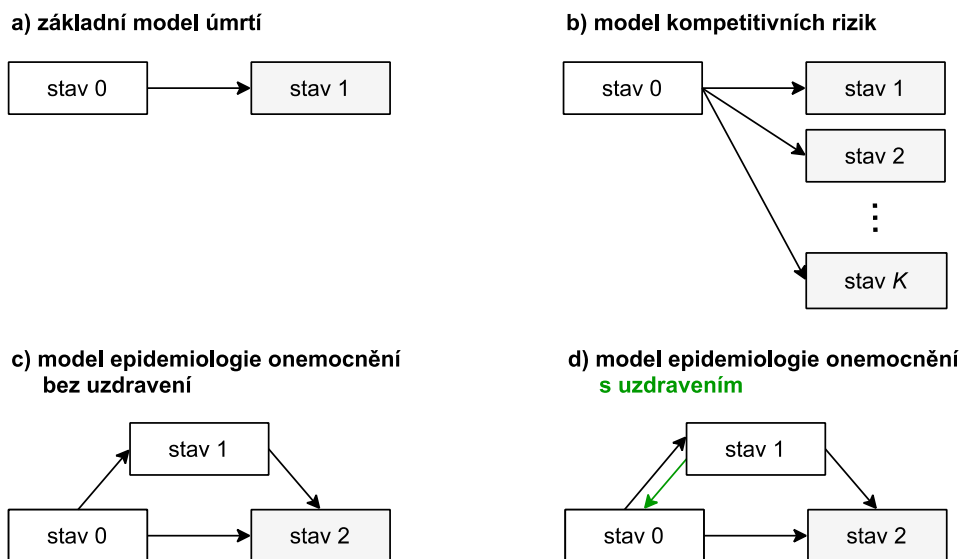 a) základní model úmrtí
stav 0
stav 1
b) model kompetitivních rizik
stav 0
stav 1
stav 2
⋮
stav K
c) model epidemiologie onemocnění
bez uzdravení
stav 1
stav 0
stav 2
d) model epidemiologie onemocnění
s uzdravením
stav 1
stav 0
stav 2